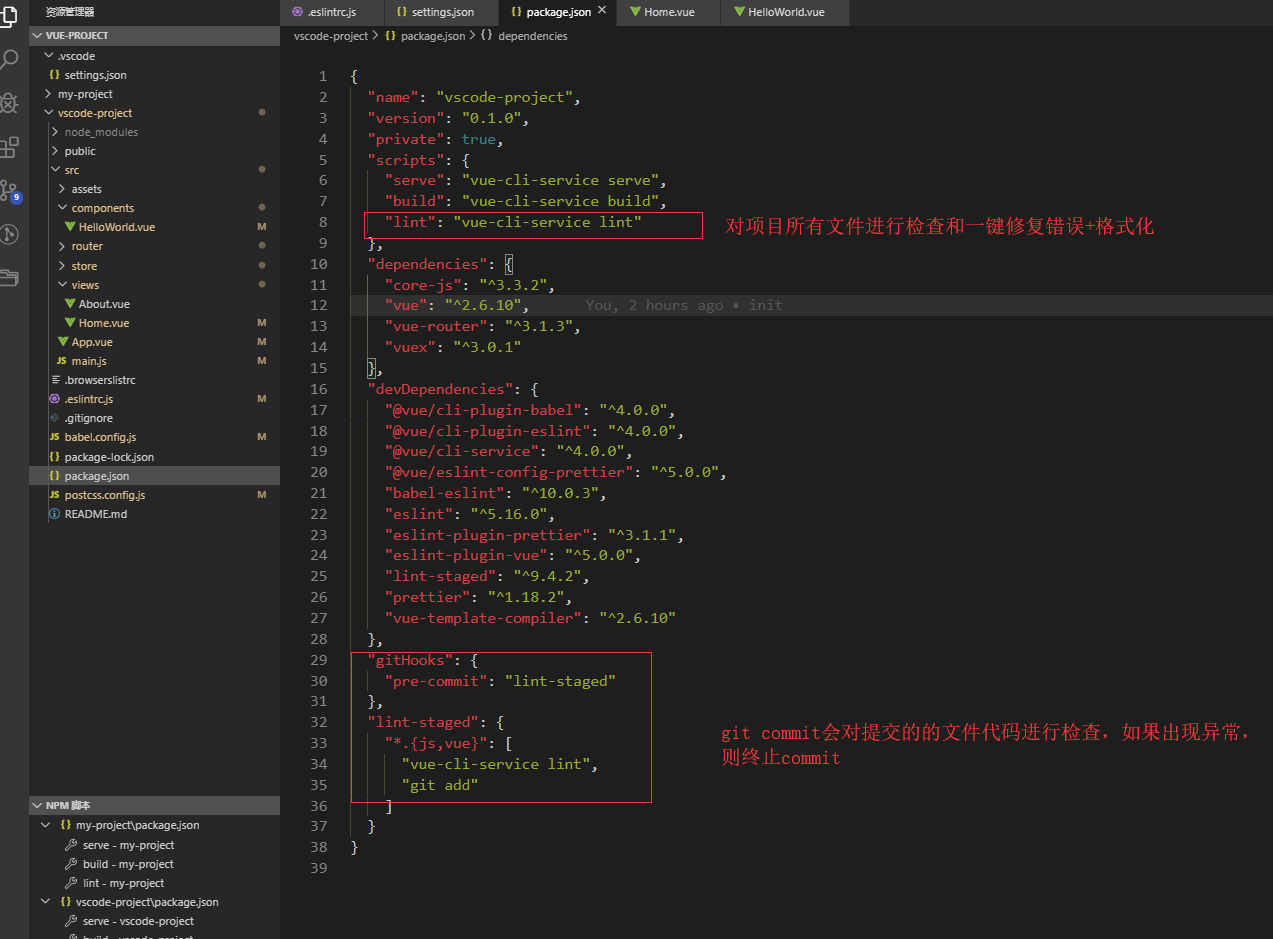 资源管理器
.eslintrc.js
{} settings.json
{} package.json ×
Home.vue
HelloWorld.vue
VUE-PROJECT
vscode-project > {} package.json > {} dependencies
.vscode
{} settings.json
my-project
vscode-project
node_modules
public
src
assets
components
HelloWorld.vue M
router
store
views
About.vue
Home.vue M
App.vue M
JS main.js M
.browserslistrc
.eslintrc.js M
.gitignore
JS babel.config.js M
{} package-lock.json
{} package.json
JS postcss.config.js M
README.md
9
NPM 脚本
{} my-project\package.json
serve - my-project
build - my-project
lint - my-project
{} vscode-project\package.json
serve - vscode-project
build - vscode-project
1 {
2 "name": "vscode-project",
3 "version": "0.1.0",
4 "private": true,
5 "scripts": {
6 "serve": "vue-cli-service serve",
7 "build": "vue-cli-service build",
8 "lint": "vue-cli-service lint"
对项目所有文件进行检查和一键修复错误+格式化
9 },
10 "dependencies": {
11 "core-js": "^3.3.2",
12 "vue": "^2.6.10", You, 2 hours ago • init
13 "vue-router": "^3.1.3",
14 "vuex": "^3.0.1"
15 },
16 "devDependencies": {
17 "@vue/cli-plugin-babel": "^4.0.0",
18 "@vue/cli-plugin-eslint": "^4.0.0",
19 "@vue/cli-service": "^4.0.0",
20 "@vue/eslint-config-prettier": "^5.0.0",
21 "babel-eslint": "^10.0.3",
22 "eslint": "^5.16.0",
23 "eslint-plugin-prettier": "^3.1.1",
24 "eslint-plugin-vue": "^5.0.0",
25 "lint-staged": "^9.4.2",
26 "prettier": "^1.18.2",
27 "vue-template-compiler": "^2.6.10"
28 },
29 "gitHooks": {
30 "pre-commit": "lint-staged"
31 },
32 "lint-staged": {
33 "*.{js,vue}": [
34 "vue-cli-service lint",
35 "git add"
36 ]
37 }
38 }
39
git commit会对提交的的文件代码进行检查，如果出现异常，
则终止commit